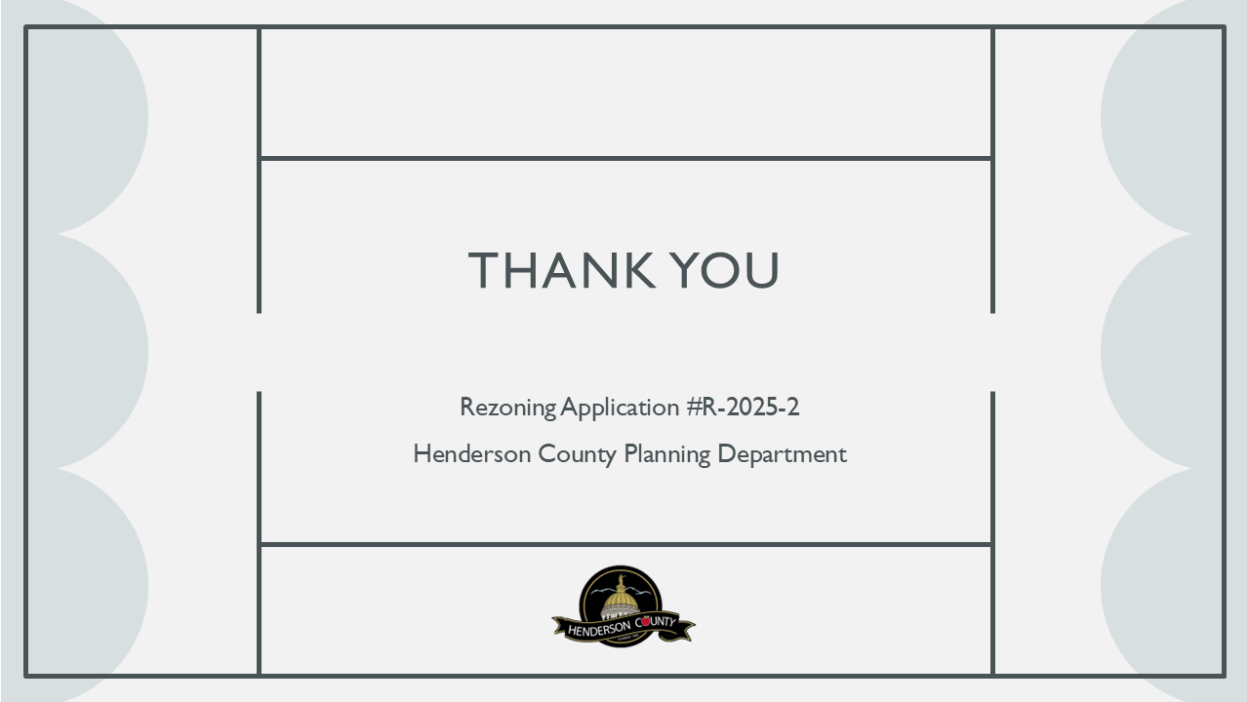 THANK YOU
Rezoning Application #R-2025-2
Henderson County Planning Department
HENDERSON COUNTY